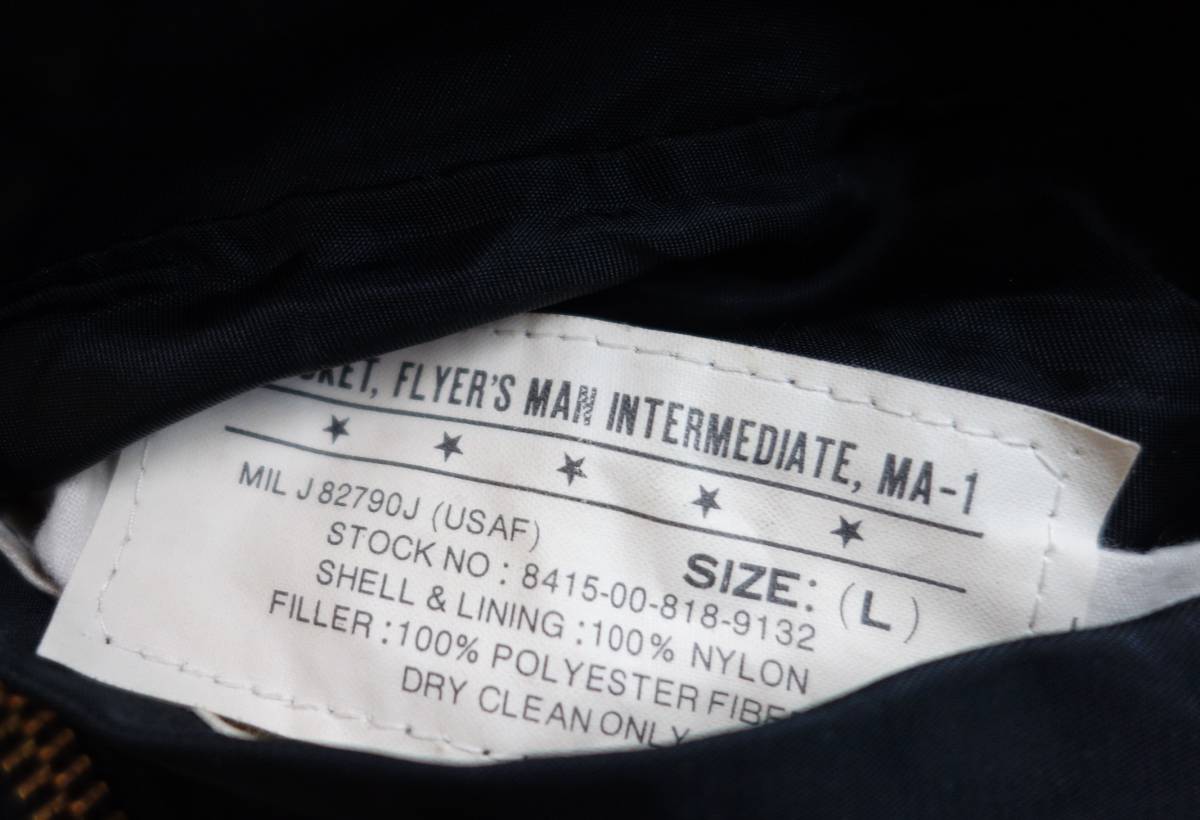 FLYER'S MAN INTERMEDIATE, MA-1
MIL J 82790J (USAF)
SIZE: (L)
STOCK NO : 8415-00-818-9132
SHELL & LINING : 100% NYLON
FILLER : 100% POLYESTER
DRY CLEAN ONLY